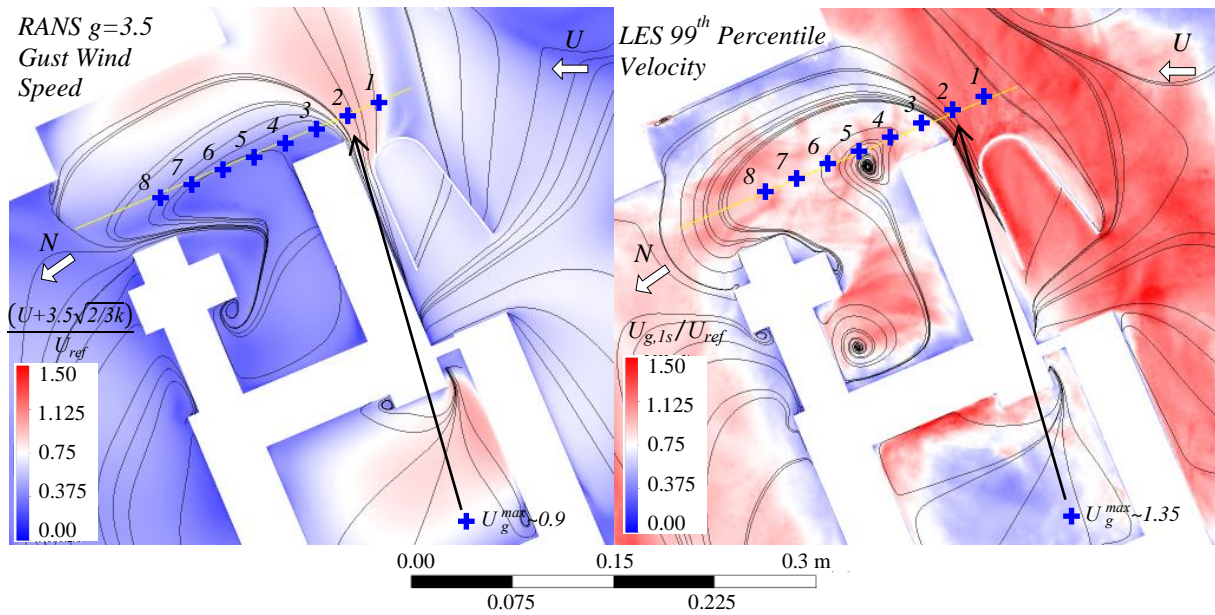 RANS g=3.5
Gust Wind
Speed
U
1
2
3
4
5
6
7
8
N
(U+3.5√2/3k)
U_ref
1.50
1.125
0.75
0.375
0.00
U_g^max~0.9
LES 99th Percentile
Velocity
U
1
2
3
4
5
6
7
8
N
U_g,1s/U_ref
1.50
1.125
0.75
0.375
0.00
U_g^max~1.35
0.00 0.15 0.3 m
0.075 0.225